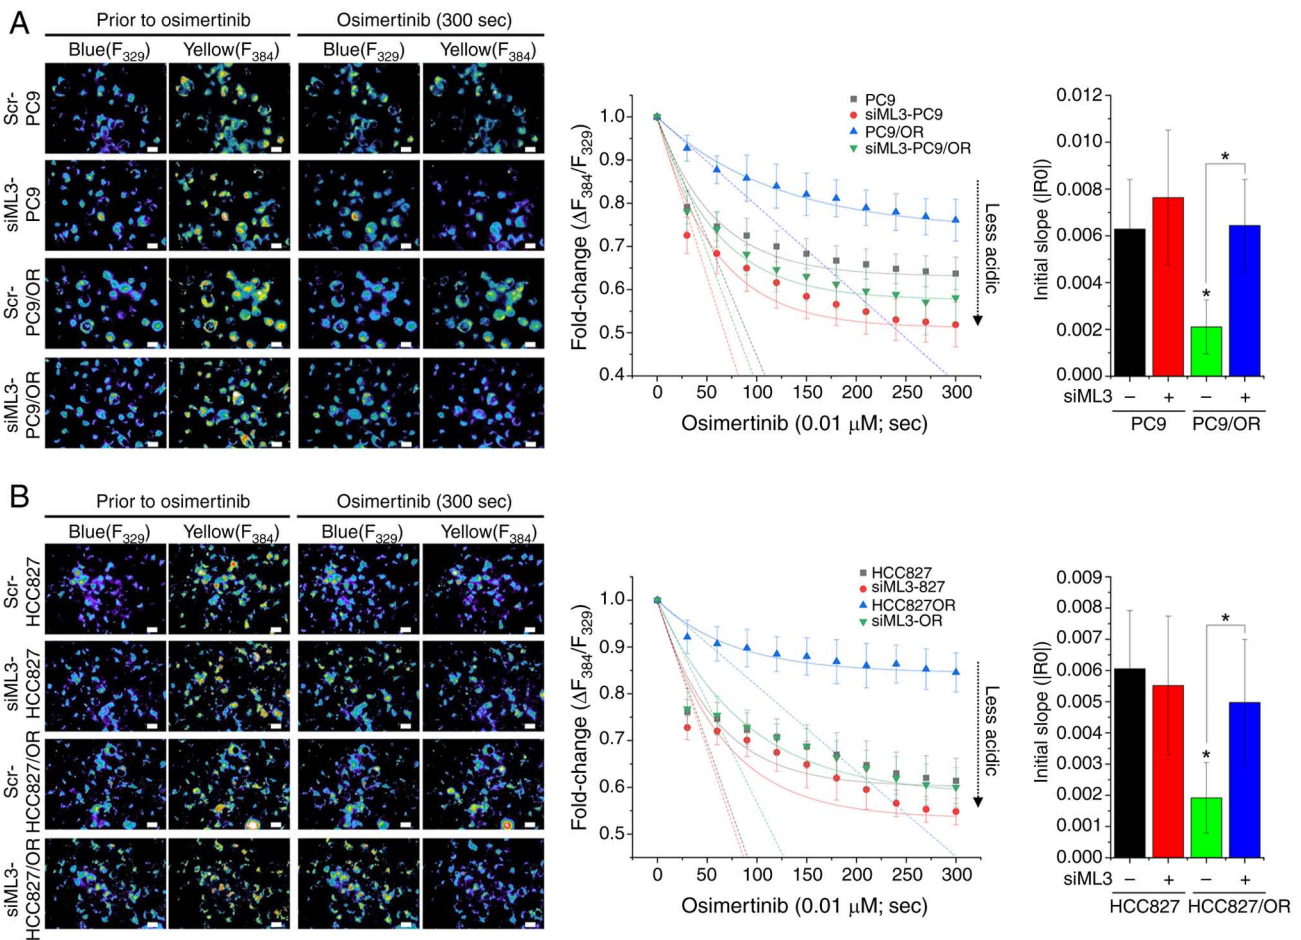 A
Prior to osimertinib
Osimertinib (300 sec)
Blue(F329)
Yellow(F384)
Blue(F329)
Yellow(F384)
Scr-
PC9
siML3-
PC9
Scr-
PC9/OR
siML3-
PC9/OR
Fold-change (ΔF384/F329)
1.0
0.9
0.8
0.7
0.6
0.5
0.4
PC9
siML3-PC9
PC9/OR
siML3-PC9/OR
Less acidic
0 50 100 150 200 250 300
Osimertinib (0.01 μM; sec)
Initial slope (|R0|)
0.012
0.010
0.008
0.006
0.004
0.002
0.000
*
*
siML3 – + – +
PC9 PC9/OR
B
Prior to osimertinib
Osimertinib (300 sec)
Blue(F329)
Yellow(F384)
Blue(F329)
Yellow(F384)
Scr-
HCC827
siML3-
HCC827
Scr-
HCC827/OR
siML3-
HCC827/OR
Fold-change (ΔF384/F329)
1.0
0.9
0.8
0.7
0.6
0.5
HCC827
siML3-827
HCC827OR
siML3-OR
Less acidic
0 50 100 150 200 250 300
Osimertinib (0.01 μM; sec)
Initial slope (|R0|)
0.009
0.008
0.007
0.006
0.005
0.004
0.003
0.002
0.001
0.000
*
*
siML3 – + – +
HCC827 HCC827/OR